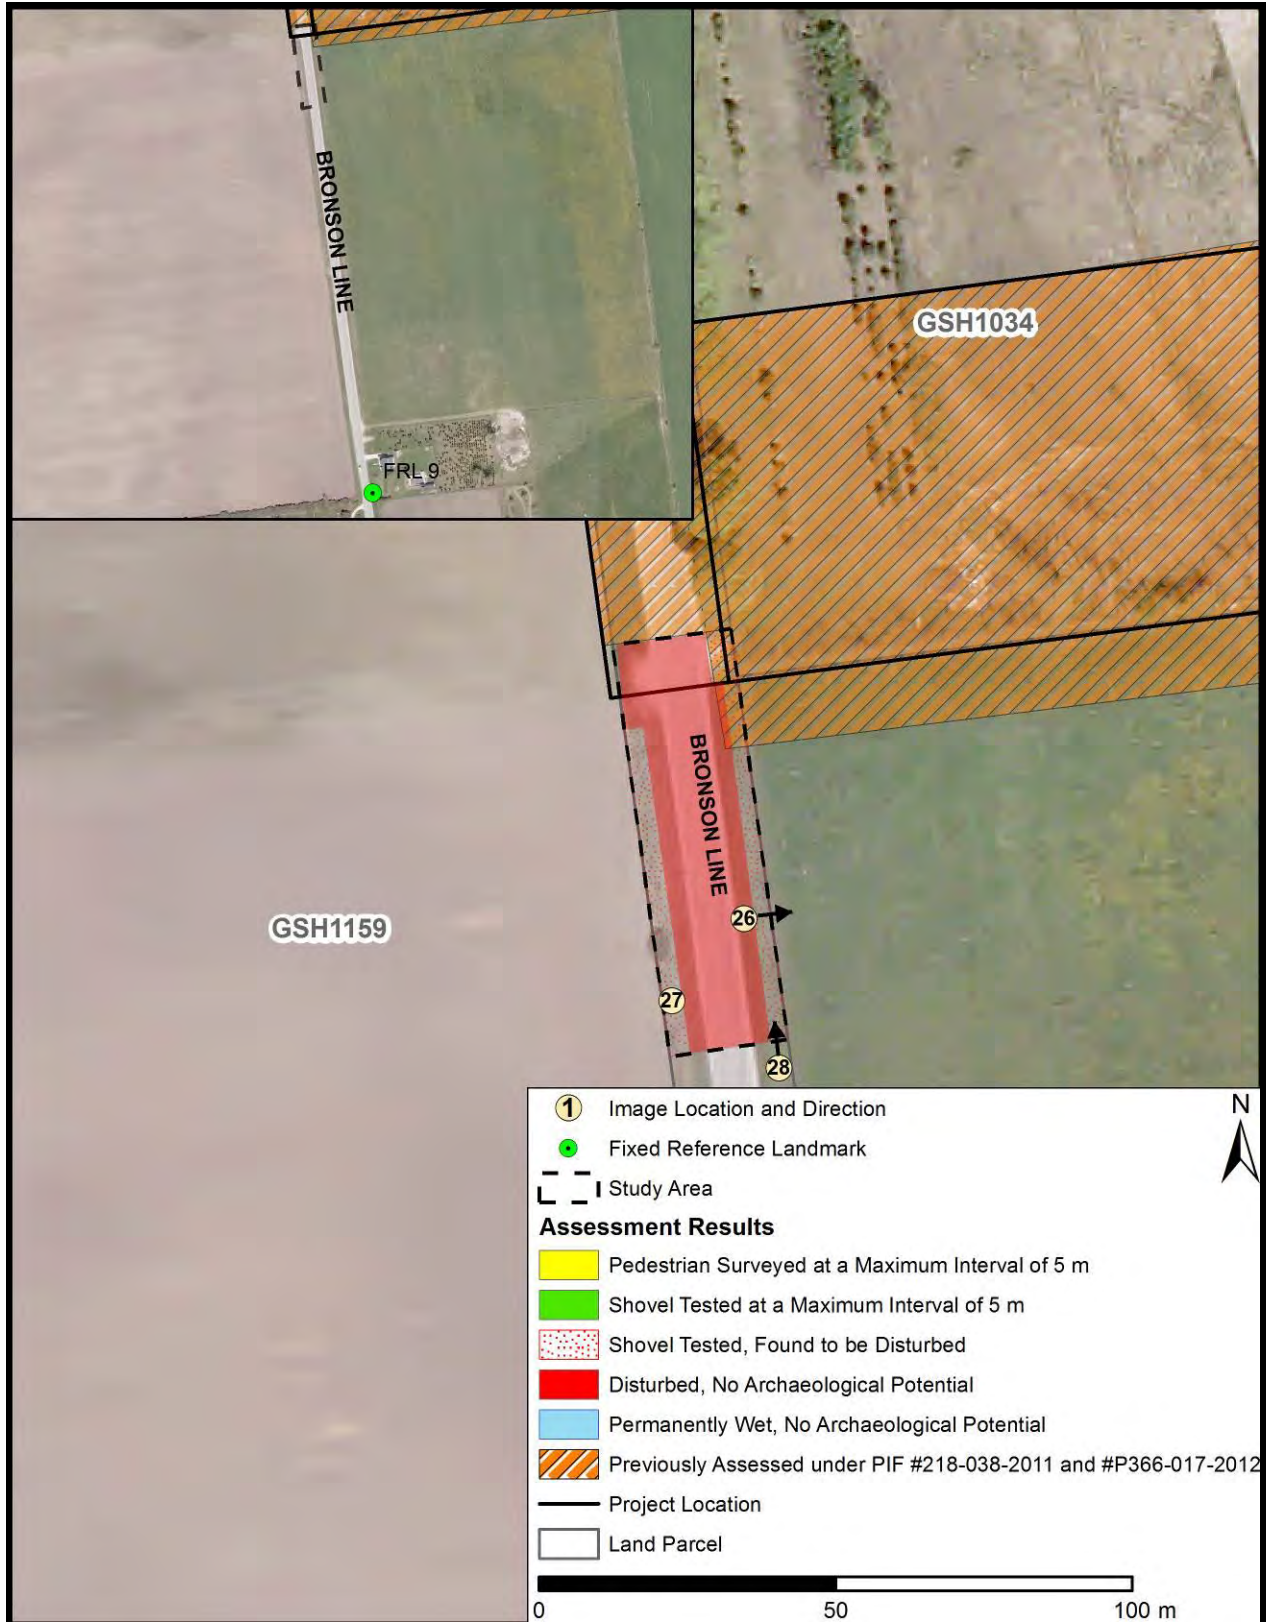 BRONSON LINE
FRL 9
GSH1034
BRONSON LINE
GSH1159
26
27
28
1 Image Location and Direction
N
Fixed Reference Landmark
Study Area
Assessment Results
Pedestrian Surveyed at a Maximum Interval of 5 m
Shovel Tested at a Maximum Interval of 5 m
Shovel Tested, Found to be Disturbed
Disturbed, No Archaeological Potential
Permanently Wet, No Archaeological Potential
Previously Assessed under PIF #218-038-2011 and #P366-017-2012
Project Location
Land Parcel
0 50 100 m